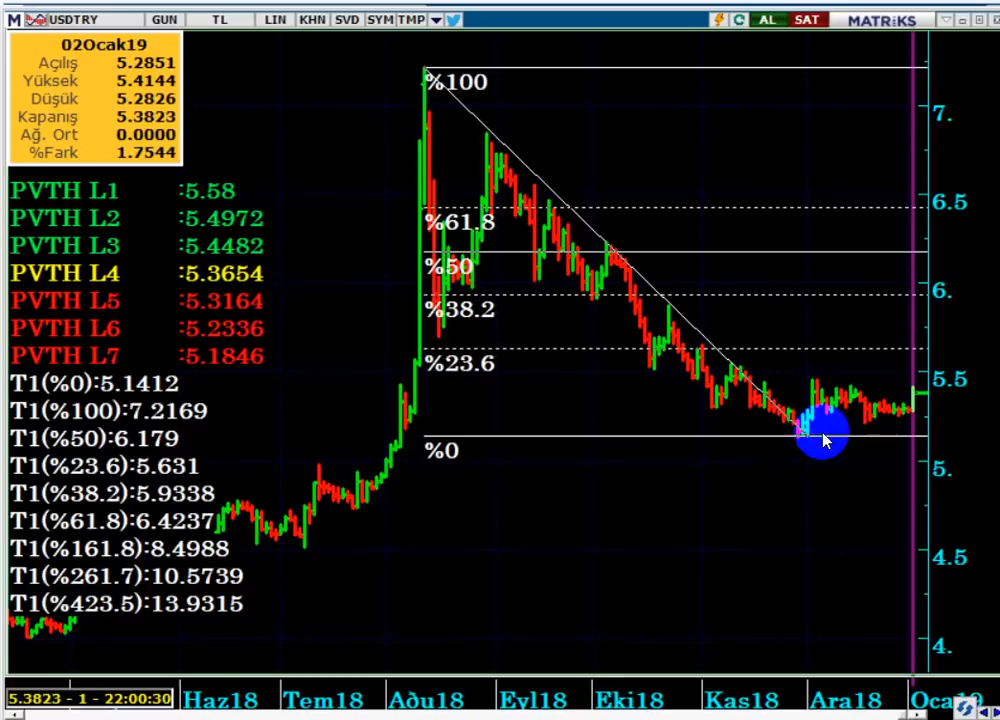 M USDTRY GUN TL LIN KHN SVD SYM TMP AL SAT MATRiKS
02Ocak19
Açılış 5.2851
Yüksek 5.4144
Düşük 5.2826
Kapanış 5.3823
Ağ. Ort 0.0000
%Fark 1.7544
PVTH L1 :5.58
PVTH L2 :5.4972
PVTH L3 :5.4482
PVTH L4 :5.3654
PVTH L5 :5.3164
PVTH L6 :5.2336
PVTH L7 :5.1846
T1(%0):5.1412
T1(%100):7.2169
T1(%50):6.179
T1(%23.6):5.631
T1(%38.2):5.9338
T1(%61.8):6.4237
T1(%161.8):8.4988
T1(%261.7):10.5739
T1(%423.5):13.9315
%100
%61.8
%50
%38.2
%23.6
%0
7.
6.5
6.
5.5
5.
4.5
4.
5.3823 - 1 - 22:00:30 Haz18 Tem18 Aðu18 Eyl18 Eki18 Kas18 Ara18